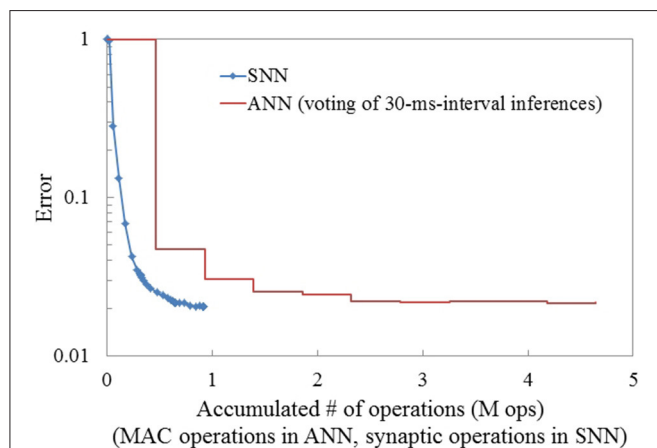 1
0.1
0.01
Error
SNN
ANN (voting of 30-ms-interval inferences)
0 1 2 3 4 5
Accumulated # of operations (M ops)
(MAC operations in ANN, synaptic operations in SNN)